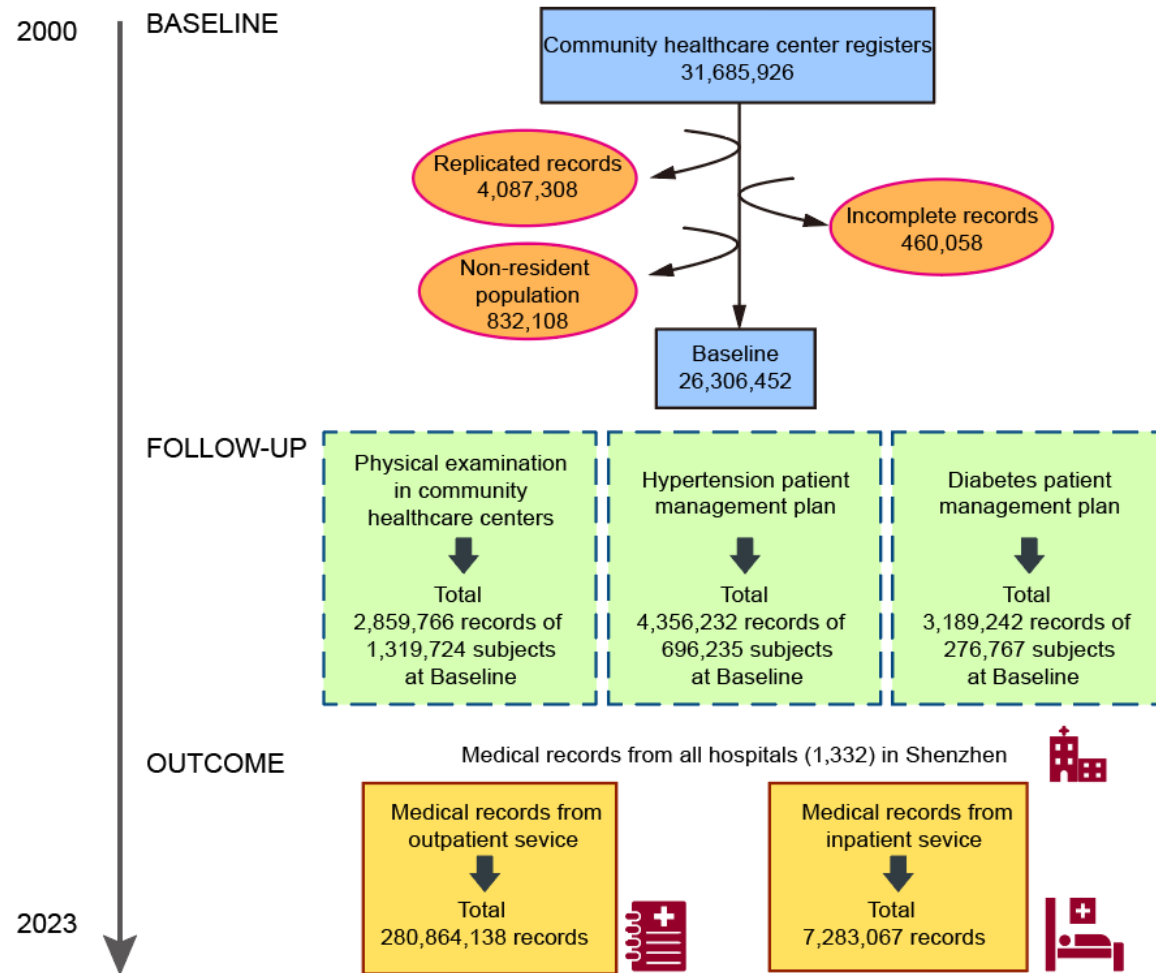 2000
BASELINE
Community healthcare center registers
31,685,926
Replicated records
4,087,308
Incomplete records
460,058
Non-resident
population
832,108
Baseline
26,306,452
FOLLOW-UP
Physical examination
in community
healthcare centers
Total
2,859,766 records of
1,319,724 subjects
at Baseline
Hypertension patient
management plan
Total
4,356,232 records of
696,235 subjects
at Baseline
Diabetes patient
management plan
Total
3,189,242 records of
276,767 subjects
at Baseline
OUTCOME
Medical records from all hospitals (1,332) in Shenzhen
Medical records from
outpatient sevice
Total
280,864,138 records
Medical records from
inpatient sevice
Total
7,283,067 records
2023